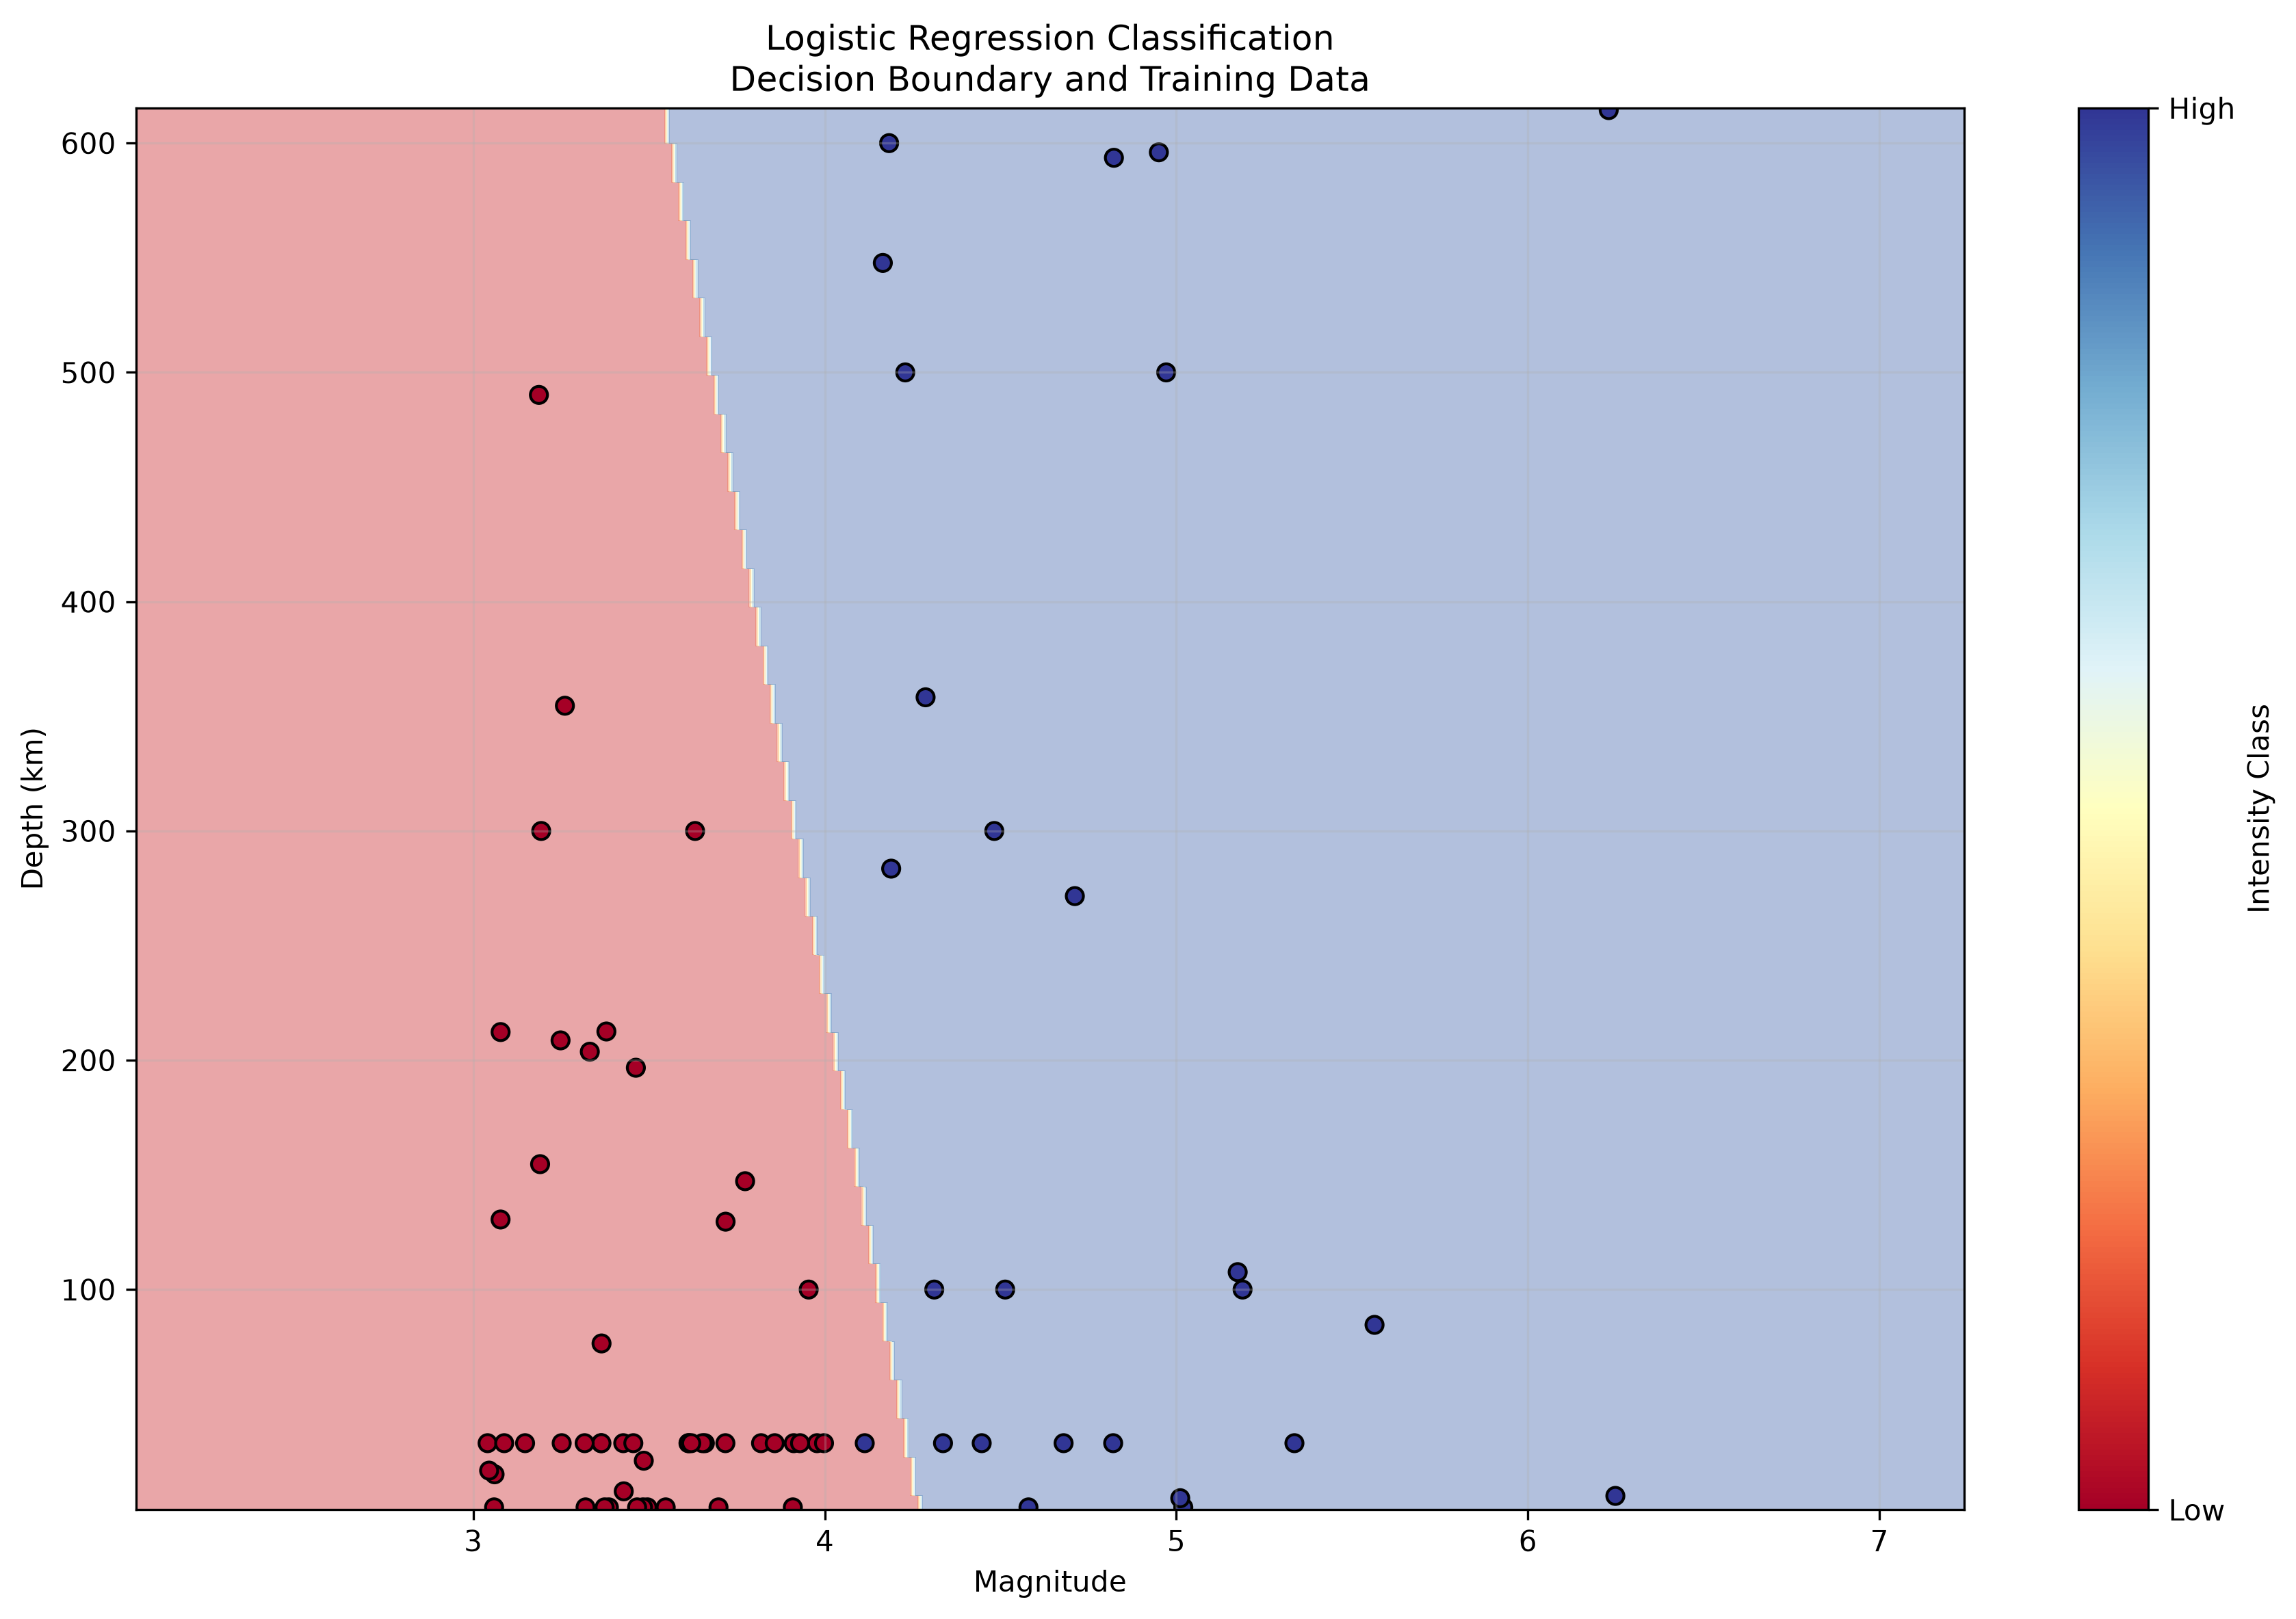 Logistic Regression Classification
Decision Boundary and Training Data
600
500
400
300
200
100
Depth (km)
3
4
5
6
7
Magnitude
High
Low
Intensity Class